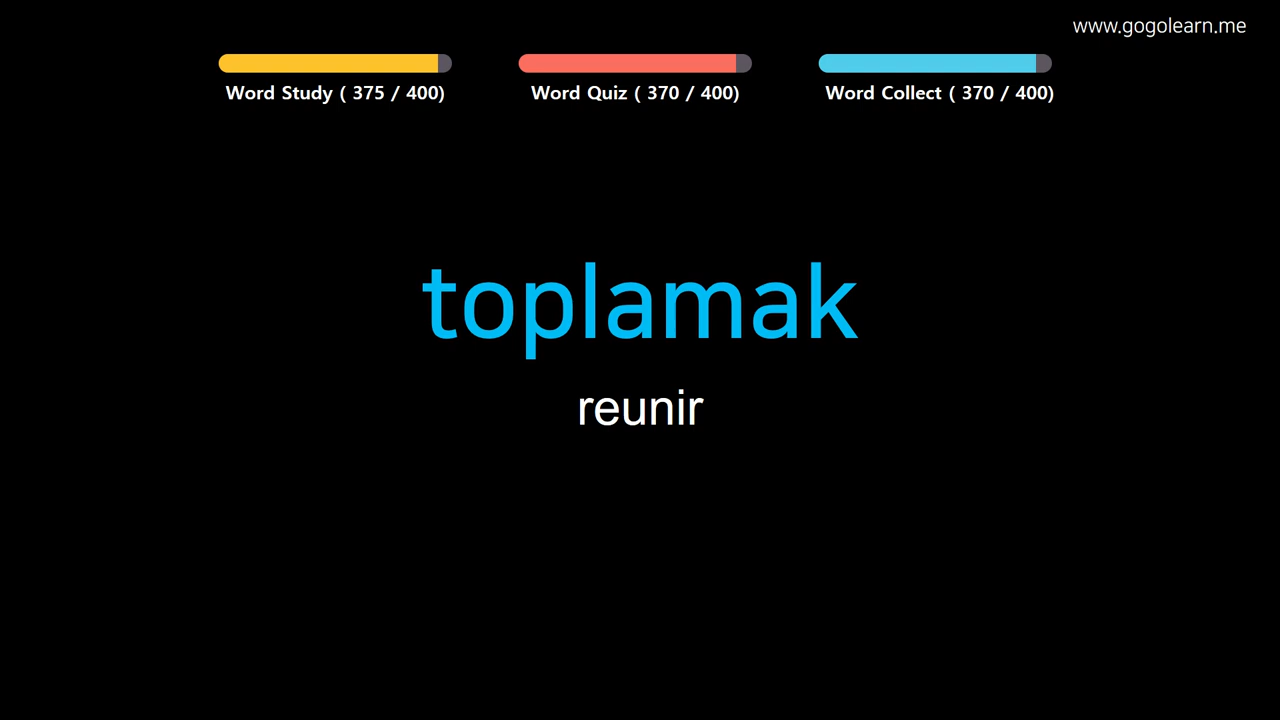 www.gogolearn.me
Word Study ( 375 / 400)
Word Quiz ( 370 / 400)
Word Collect ( 370 / 400)
toplamak
reunir